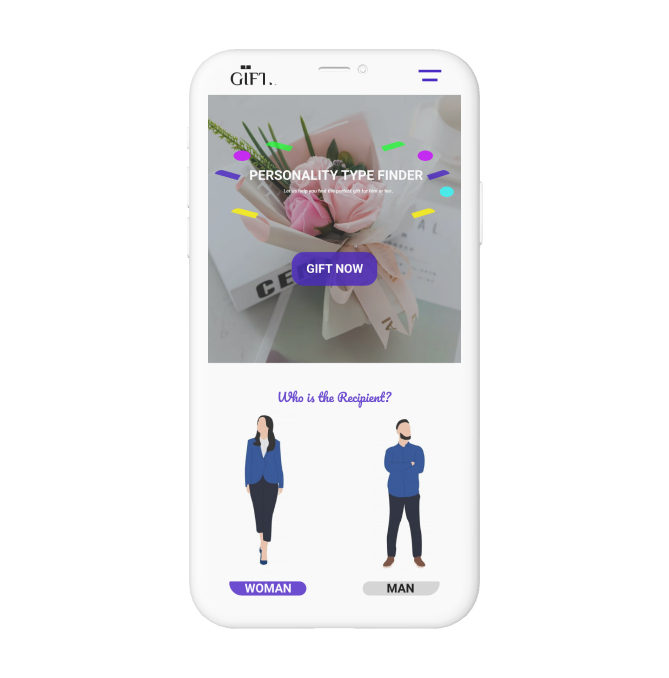 GIFT.
PERSONALITY TYPE FINDER
Let us help you find the perfect gift for him or her.
GIFT NOW
Who is the Recipient?
WOMAN
MAN